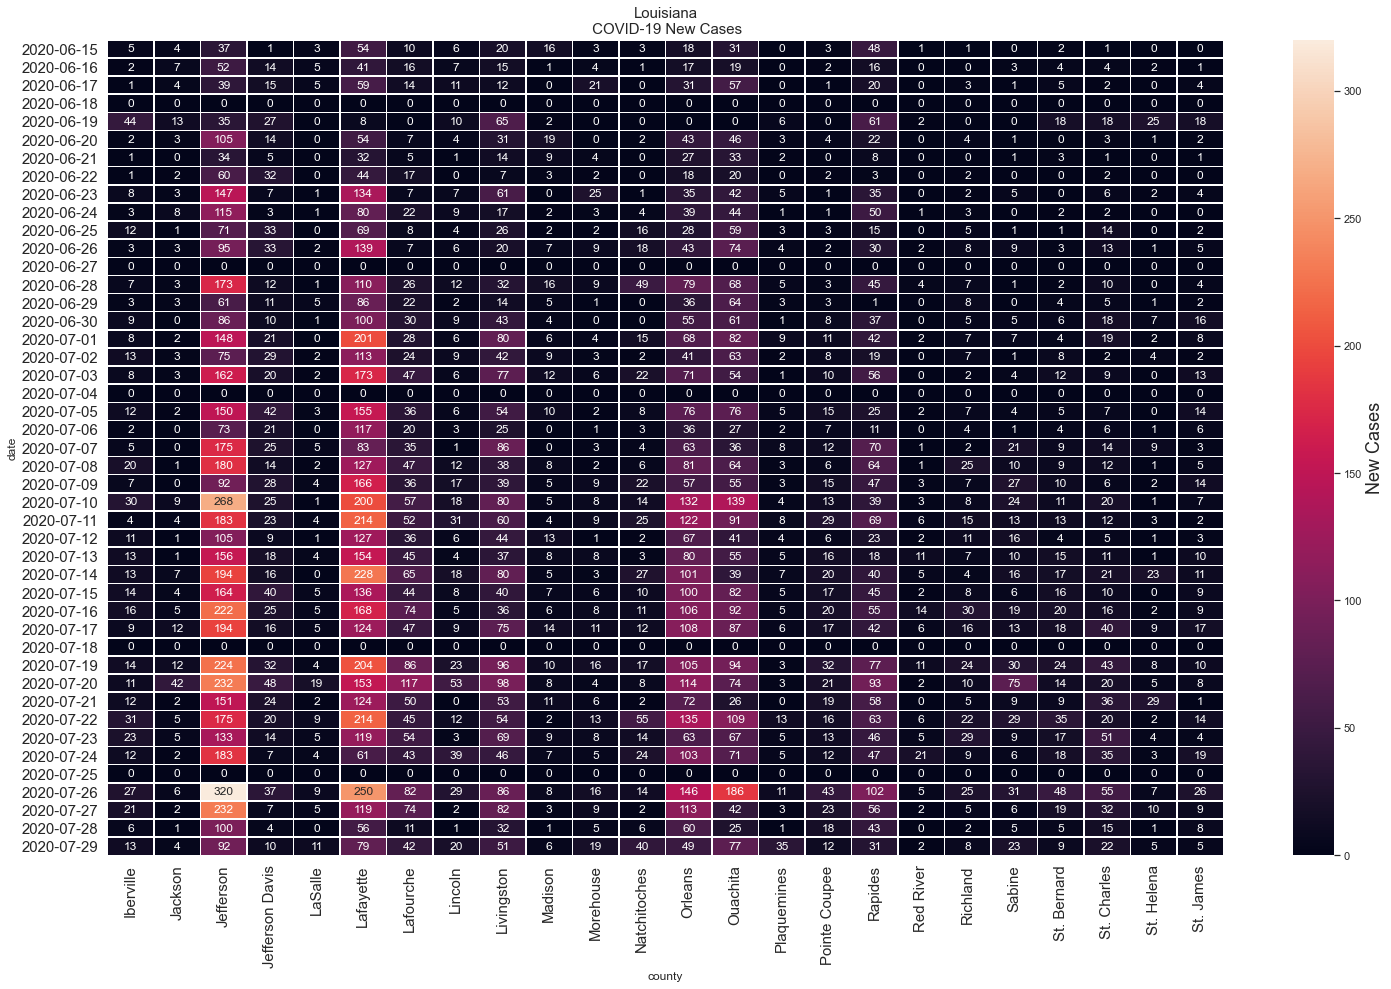 Louisiana
COVID-19 New Cases
2020-06-15 5 4 37 1 3 54 10 6 20 16 3 3 18 31 0 3 48 1 1 0 2 1 0 0
2020-06-16 2 7 52 14 5 41 16 7 15 1 4 1 17 19 0 2 16 0 0 3 4 4 2 1
2020-06-17 1 4 39 15 5 59 14 11 12 0 21 0 31 57 0 1 20 0 3 1 5 2 0 4
2020-06-18 0 0 0 0 0 0 0 0 0 0 0 0 0 0 0 0 0 0 0 0 0 0 0 0
2020-06-19 44 13 35 27 0 8 0 10 65 2 0 0 0 0 6 0 61 2 0 0 18 18 25 18
2020-06-20 2 3 105 14 0 54 7 4 31 19 0 2 43 46 3 4 22 0 4 1 0 3 1 2
2020-06-21 1 0 34 5 0 32 5 1 14 9 4 0 27 33 2 0 8 0 0 1 3 1 0 1
2020-06-22 1 2 60 32 0 44 17 0 7 3 2 0 18 20 0 2 3 0 2 0 0 2 0 0
2020-06-23 8 3 147 7 1 134 7 7 61 0 25 1 35 42 5 1 35 0 2 5 0 6 2 4
2020-06-24 3 8 115 3 1 80 22 9 17 2 3 4 39 44 1 1 50 1 3 0 2 2 0 0
2020-06-25 12 1 71 33 0 69 8 4 26 2 2 16 28 59 3 3 15 0 5 1 1 14 0 2
2020-06-26 3 3 95 33 2 139 7 6 20 7 9 18 43 74 4 2 30 2 8 9 3 13 1 5
2020-06-27 0 0 0 0 0 0 0 0 0 0 0 0 0 0 0 0 0 0 0 0 0 0 0 0
2020-06-28 7 3 173 12 1 110 26 12 32 16 9 49 79 68 5 3 45 4 7 1 2 10 0 4
2020-06-29 3 3 61 11 5 86 22 2 14 5 1 0 36 64 3 3 1 0 8 0 4 5 1 2
2020-06-30 9 0 86 10 1 100 30 9 43 4 0 0 55 61 1 8 37 0 5 5 6 18 7 16
2020-07-01 8 2 148 21 0 201 28 6 80 6 4 15 68 82 9 11 42 2 7 7 4 19 2 8
2020-07-02 13 3 75 29 2 113 24 9 42 9 3 2 41 63 2 8 19 0 7 1 8 2 4 2
2020-07-03 8 3 162 20 2 173 47 6 77 12 6 22 71 54 1 10 56 0 2 4 12 9 0 13
2020-07-04 0 0 0 0 0 0 0 0 0 0 0 0 0 0 0 0 0 0 0 0 0 0 0 0
2020-07-05 12 2 150 42 3 155 36 6 54 10 2 8 76 76 5 15 25 2 7 4 5 7 0 14
2020-07-06 2 0 73 21 0 117 20 3 25 0 1 3 36 27 2 7 11 0 4 1 4 6 1 6
2020-07-07 5 0 175 25 5 83 35 1 86 0 3 4 63 36 8 12 70 1 2 21 9 14 9 3
2020-07-08 20 1 180 14 2 127 47 12 38 8 2 6 81 64 3 6 64 1 25 10 9 12 1 5
2020-07-09 7 0 92 28 4 166 36 17 39 5 9 22 57 55 3 15 47 3 7 27 10 6 2 14
2020-07-10 30 9 268 25 1 200 57 18 80 5 8 14 132 139 4 13 39 3 8 24 11 20 1 7
2020-07-11 4 4 183 23 4 214 52 31 60 4 9 25 122 91 8 29 69 6 15 13 13 12 3 2
2020-07-12 11 1 105 9 1 127 36 6 44 13 1 2 67 41 4 6 23 2 11 16 4 5 1 3
2020-07-13 13 1 156 18 4 154 45 4 37 8 8 3 80 55 5 16 18 11 7 10 15 11 1 10
2020-07-14 13 7 194 16 0 228 65 18 80 5 3 27 101 39 7 20 40 5 4 16 17 21 23 11
2020-07-15 14 4 164 40 5 136 44 8 40 7 6 10 100 82 5 17 45 2 8 6 16 10 0 9
2020-07-16 16 5 222 25 5 168 74 5 36 6 8 11 106 92 5 20 55 14 30 19 20 16 2 9
2020-07-17 9 12 194 16 5 124 47 9 75 14 11 12 108 87 6 17 42 6 16 13 18 40 9 17
2020-07-18 0 0 0 0 0 0 0 0 0 0 0 0 0 0 0 0 0 0 0 0 0 0 0 0
2020-07-19 14 12 224 32 4 204 86 23 96 10 16 17 105 94 3 32 77 11 24 30 24 43 8 10
2020-07-20 11 42 232 48 19 153 117 53 98 8 4 8 114 74 3 21 93 2 10 75 14 20 5 8
2020-07-21 12 2 151 24 2 124 50 0 53 11 6 2 72 26 0 19 58 0 5 9 9 36 29 1
2020-07-22 31 5 175 20 9 214 45 12 54 2 13 55 135 109 13 16 63 6 22 29 35 20 2 14
2020-07-23 23 5 133 14 5 119 54 3 69 9 8 14 63 67 5 13 46 5 29 9 17 51 4 4
2020-07-24 12 2 183 7 4 61 43 39 46 7 5 24 103 71 5 12 47 21 9 6 18 35 3 19
2020-07-25 0 0 0 0 0 0 0 0 0 0 0 0 0 0 0 0 0 0 0 0 0 0 0 0
2020-07-26 27 6 320 37 9 250 82 29 86 8 16 14 146 186 11 43 102 5 25 31 48 55 7 26
2020-07-27 21 2 232 7 5 119 74 2 82 3 9 2 113 42 3 23 56 2 5 6 19 32 10 9
2020-07-28 6 1 100 4 0 56 11 1 32 1 5 6 60 25 1 18 43 0 2 5 5 15 1 8
2020-07-29 13 4 92 10 11 79 42 20 51 6 19 40 49 77 35 12 31 2 8 23 9 22 5 5
date
Iberville
Jackson
Jefferson
Jefferson Davis
LaSalle
Lafayette
Lafourche
Lincoln
Livingston
Madison
Morehouse
Natchitoches
Orleans
Ouachita
Plaquemines
Pointe Coupee
Rapides
Red River
Richland
Sabine
St. Bernard
St. Charles
St. Helena
St. James
county
300
250
200
150
100
50
0
New Cases